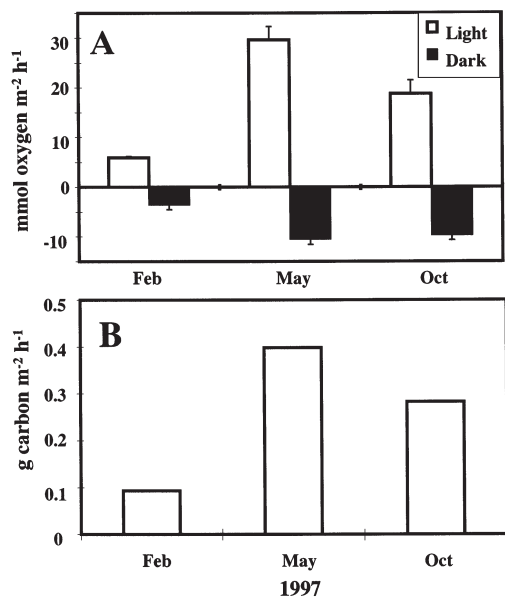 A
Light
Dark
mmol oxygen m-2 h-1
30
20
10
0
-10
Feb May Oct
B
g carbon m-2 h-1
0.5
0.4
0.3
0.2
0.1
0
Feb May Oct
1997